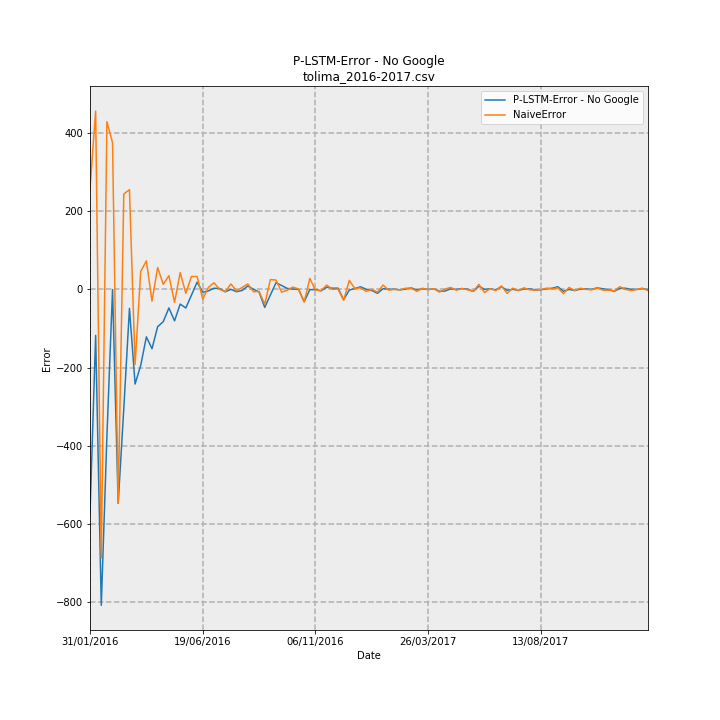 P-LSTM-Error - No Google
tolima_2016-2017.csv
P-LSTM-Error - No Google
NaiveError
400
200
0
−200
−400
−600
−800
Error
31/01/2016
19/06/2016
06/11/2016
26/03/2017
13/08/2017
Date